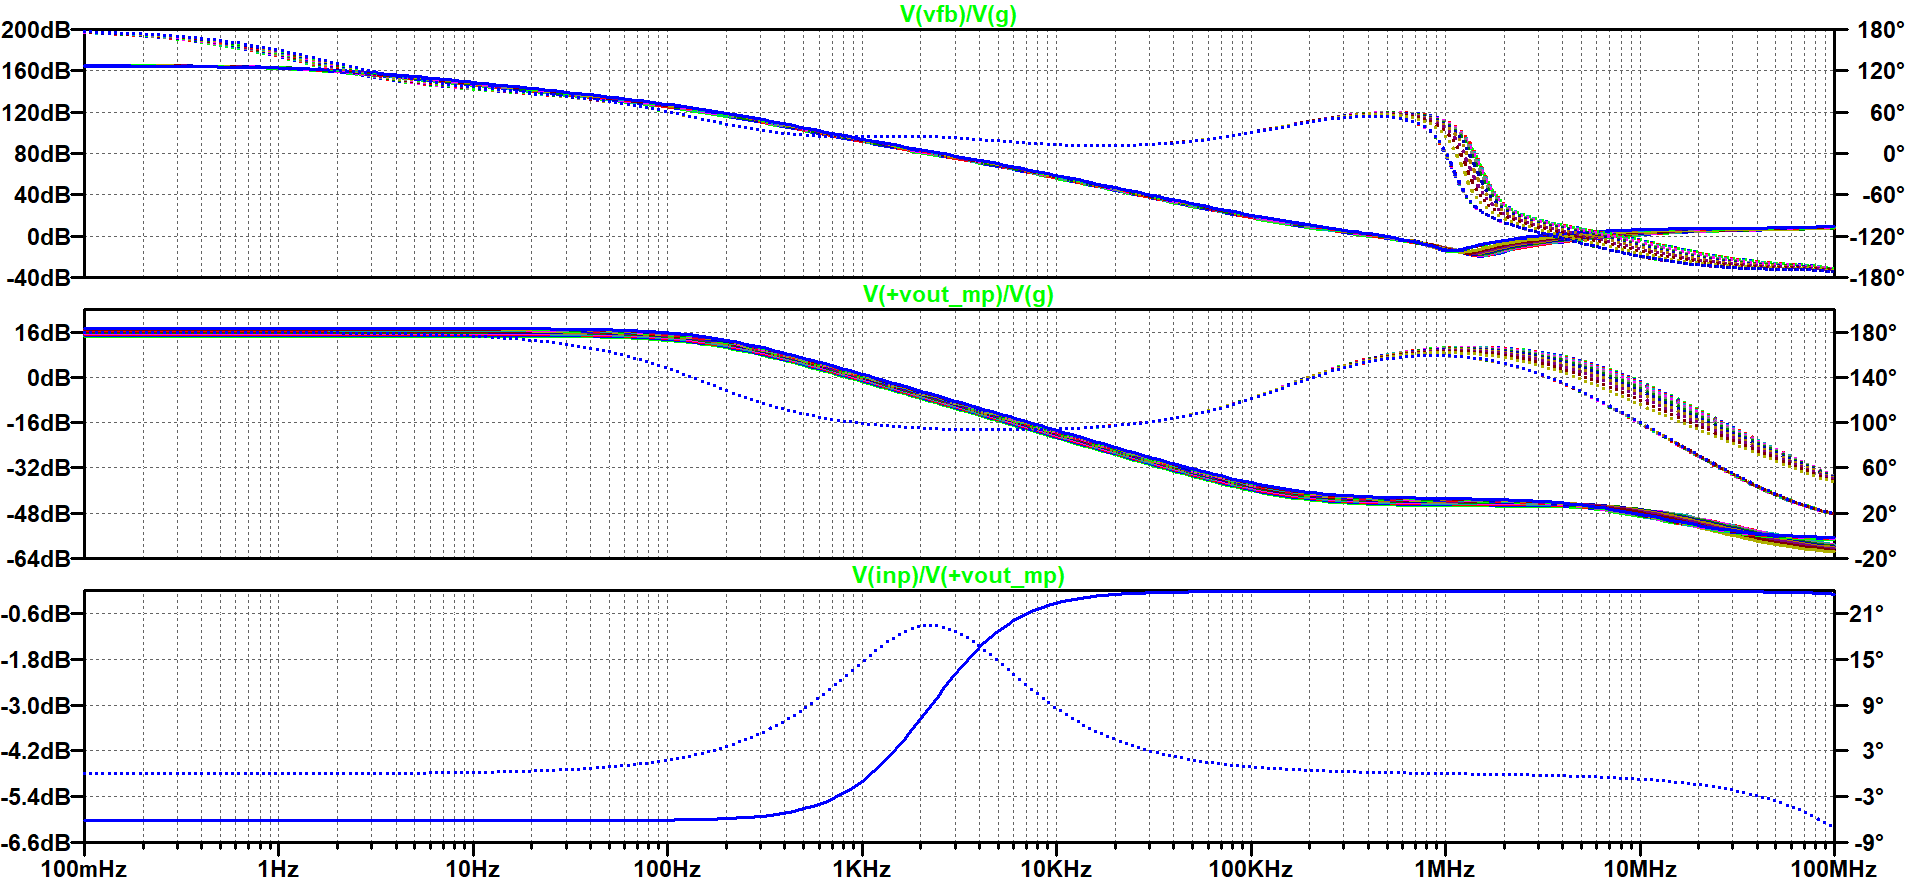 V(vfb)/V(g)
200dB 180°
160dB 120°
120dB 60°
80dB 0°
40dB -60°
0dB -120°
-40dB -180°
V(+vout_mp)/V(g)
16dB 180°
0dB 140°
-16dB 100°
-32dB 60°
-48dB 20°
-64dB -20°
V(inp)/V(+vout_mp)
-0.6dB 21°
-1.8dB 15°
-3.0dB 9°
-4.2dB 3°
-5.4dB -3°
-6.6dB -9°
100mHz 1Hz 10Hz 100Hz 1KHz 10KHz 100KHz 1MHz 10MHz 100MHz